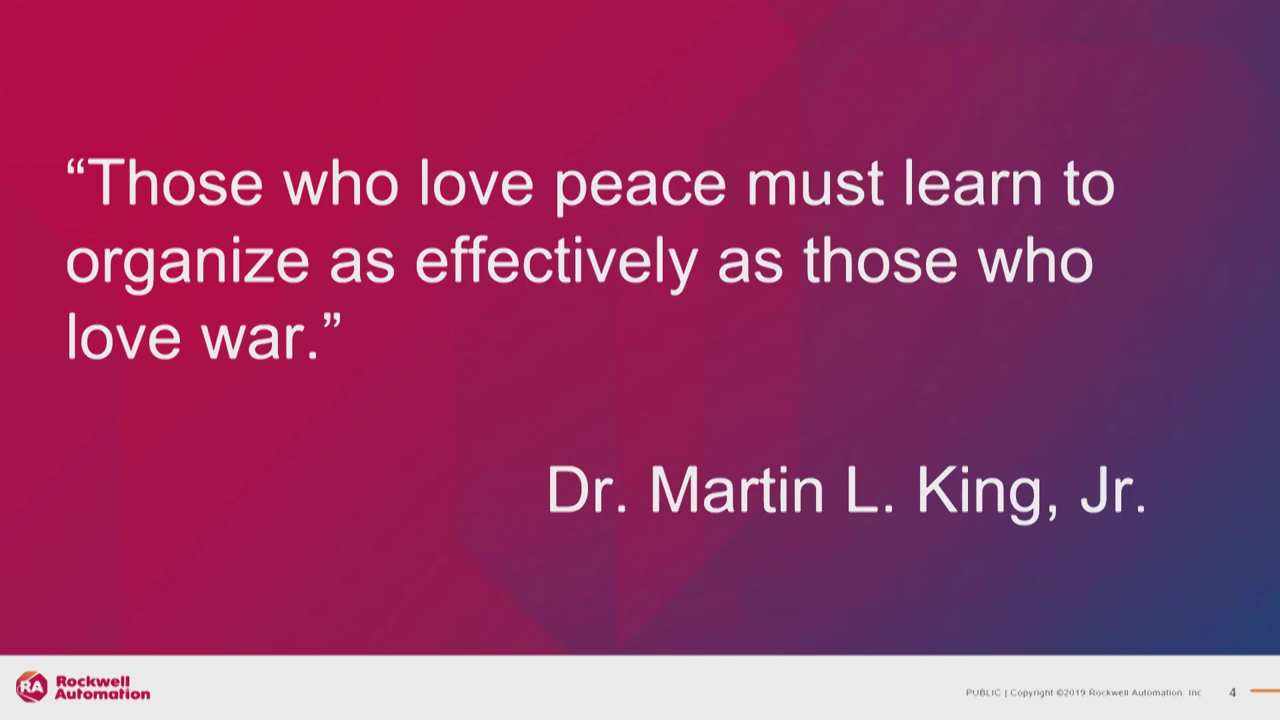 “Those who love peace must learn to
organize as effectively as those who
love war.”
Dr. Martin L. King, Jr.
RA
Rockwell
Automation
PUBLIC | Copyright ©2019 Rockwell Automation, Inc
4